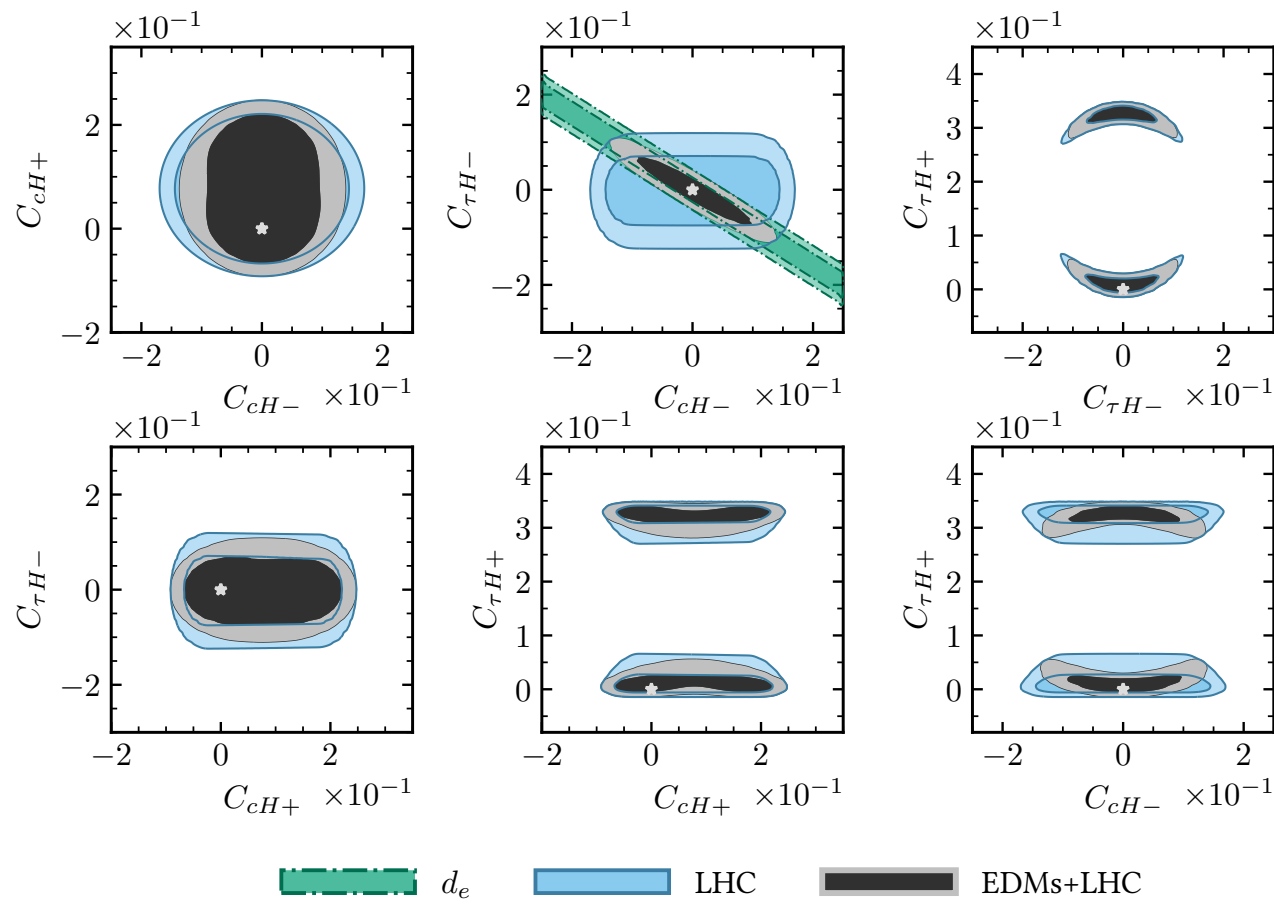 ×10⁻¹ ×10⁻¹ ×10⁻¹
C_{cH+} 2 0 −2
−2 0 2
C_{cH−} ×10⁻¹
C_{τH−} 2 0 −2
−2 0 2
C_{cH−} ×10⁻¹
C_{τH+} 4 3 2 1 0
−2 0 2
C_{τH−} ×10⁻¹
×10⁻¹ ×10⁻¹ ×10⁻¹
C_{τH−} 2 0 −2
−2 0 2
C_{cH+} ×10⁻¹
C_{τH+} 4 3 2 1 0
−2 0 2
C_{cH+} ×10⁻¹
C_{τH+} 4 3 2 1 0
−2 0 2
C_{cH−} ×10⁻¹
d_e LHC EDMs+LHC